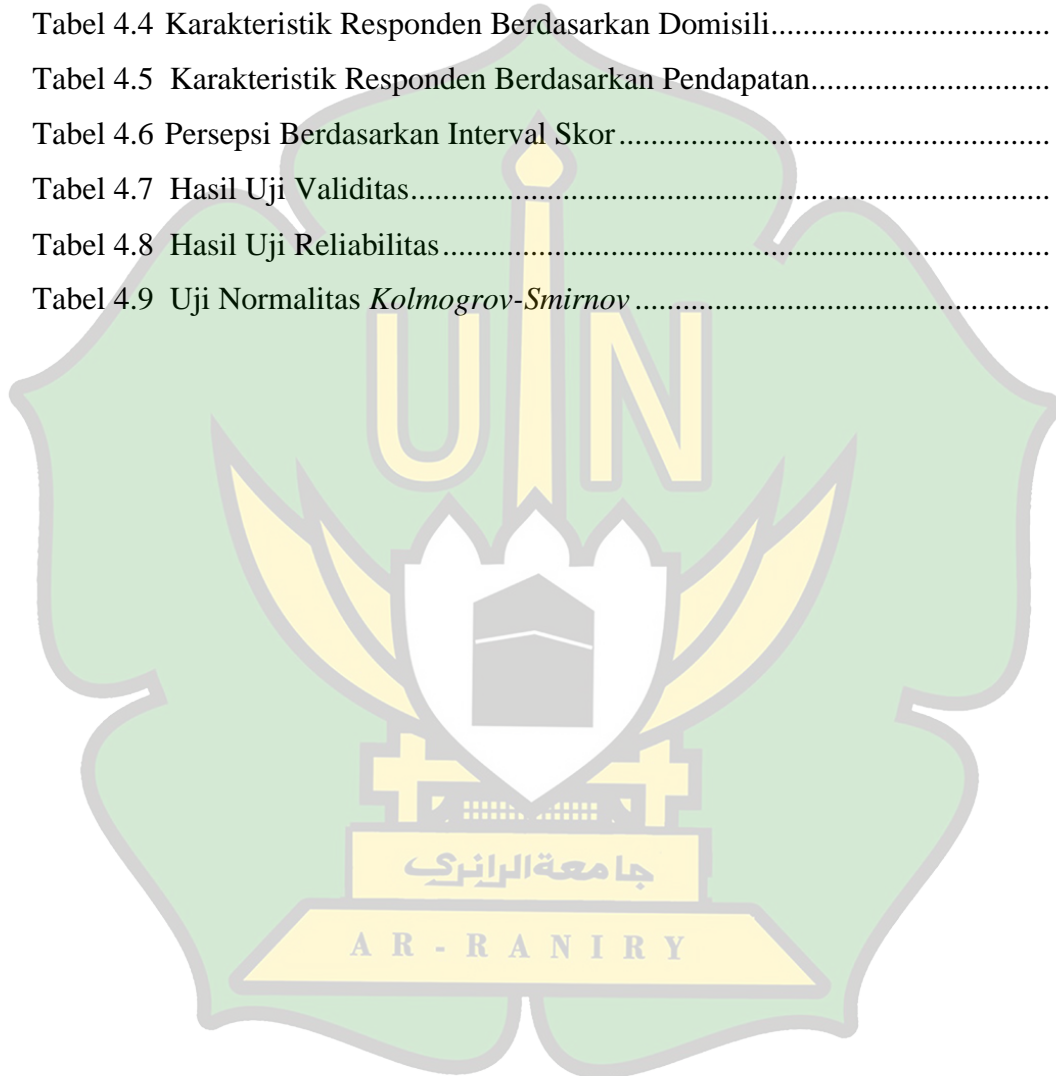 Tabel 4.4 Karakteristik Responden Berdasarkan Domisili..................................
Tabel 4.5  Karakteristik Responden Berdasarkan Pendapatan.............................
Tabel 4.6 Persepsi Berdasarkan Interval Skor......................................................
Tabel 4.7  Hasil Uji Validitas................................................................................
Tabel 4.8  Hasil Uji Reliabilitas............................................................................
Tabel 4.9  Uji Normalitas Kolmogrov-Smirnov....................................................
UIN
جامعة الرانري
AR-RANIRY